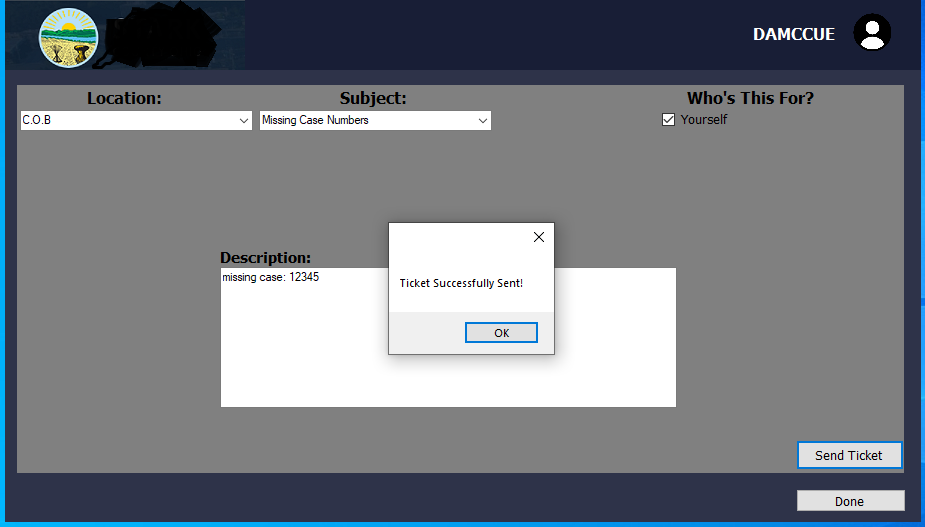 DAMCCUE
Location:
Subject:
Who's This For?
C.O.B
Missing Case Numbers
Yourself
Description:
missing case: 12345
Ticket Successfully Sent!
OK
Send Ticket
Done